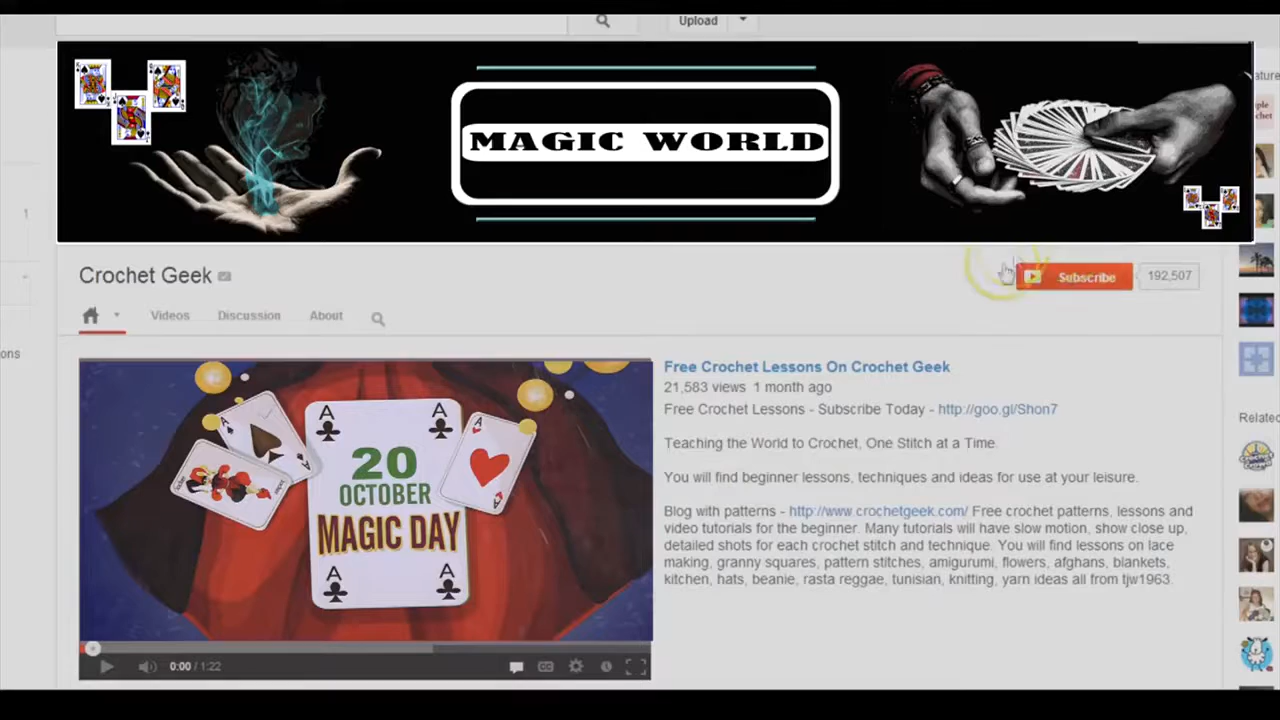 Upload
MAGIC WORLD
Crochet Geek
Subscribe
192,507
Videos
Discussion
About
Free Crochet Lessons On Crochet Geek
21,583 views 1 month ago
Free Crochet Lessons - Subscribe Today - http://goo.gl/Shon7
Teaching the World to Crochet, One Stitch at a Time.
You will find beginner lessons, techniques and ideas for use at your leisure.
Blog with patterns - http://www.crochetgeek.com/ Free crochet patterns, lessons and
video tutorials for the beginner. Many tutorials will have slow motion, show close up,
detailed shots for each crochet stitch and technique. You will find lessons on lace
making, granny squares, pattern stitches, amigurumi, flowers, afghans, blankets,
kitchen, hats, beanie, rasta reggae, tunisian, knitting, yarn ideas all from tjw1963.
A
A
A
A
20
OCTOBER
MAGIC DAY
A
A
0:00 / 1:22
CC
1
ons
Relate